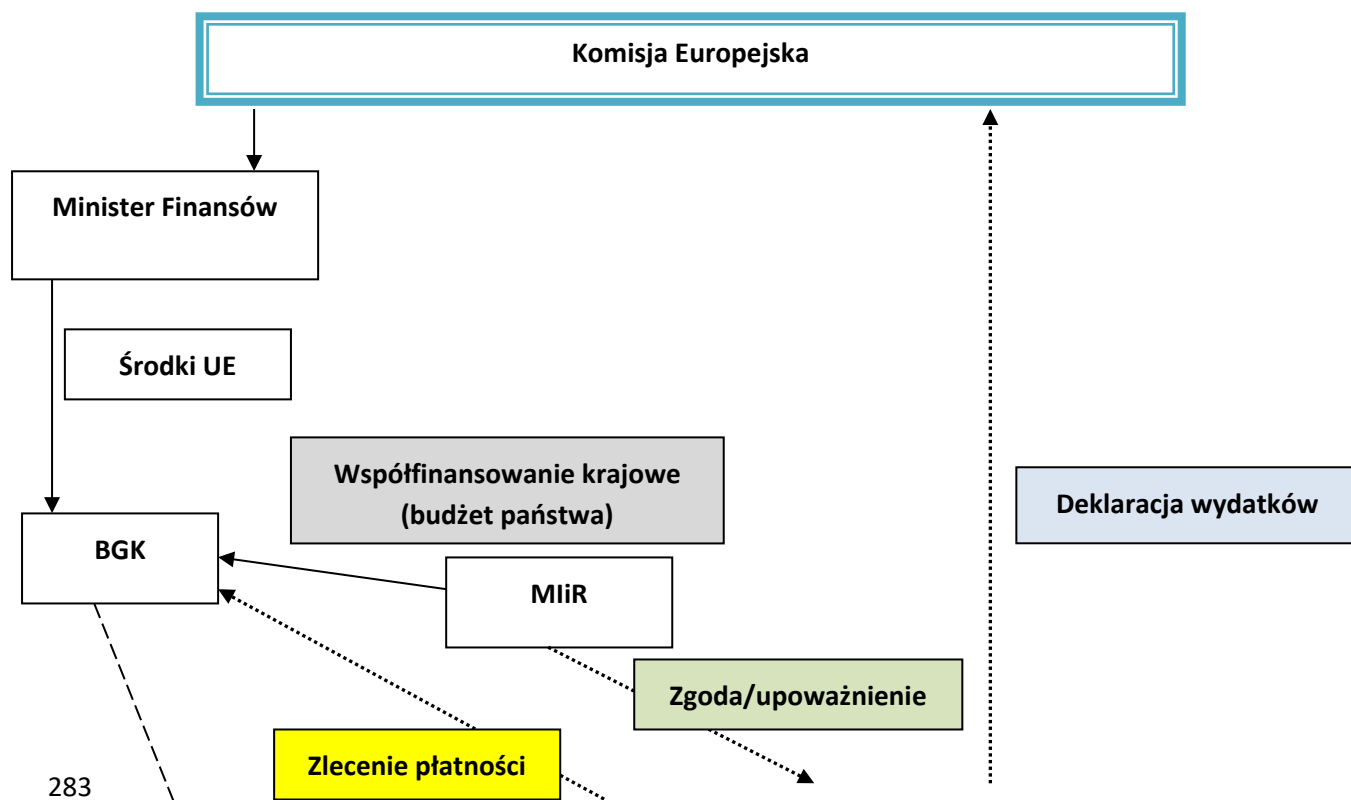 Komisja Europejska
Minister Finansów
Środki UE
Współfinansowanie krajowe
(budżet państwa)
Deklaracja wydatków
BGK
MIiR
Zgoda/upoważnienie
Zlecenie płatności
283